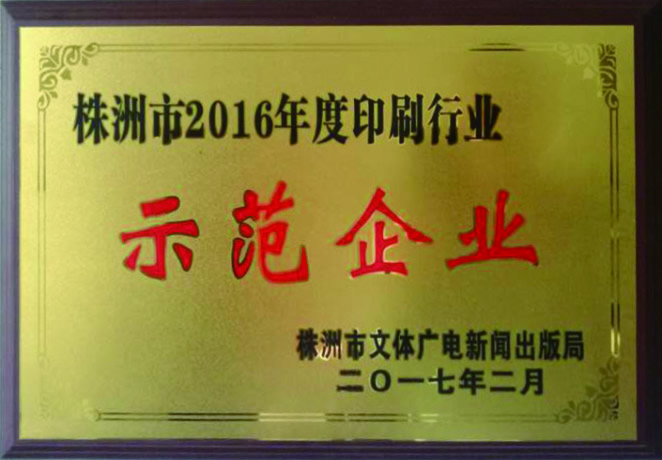 株洲市2016年度印刷行业
示范企业
株洲市文体广电新闻出版局
二〇一七年二月